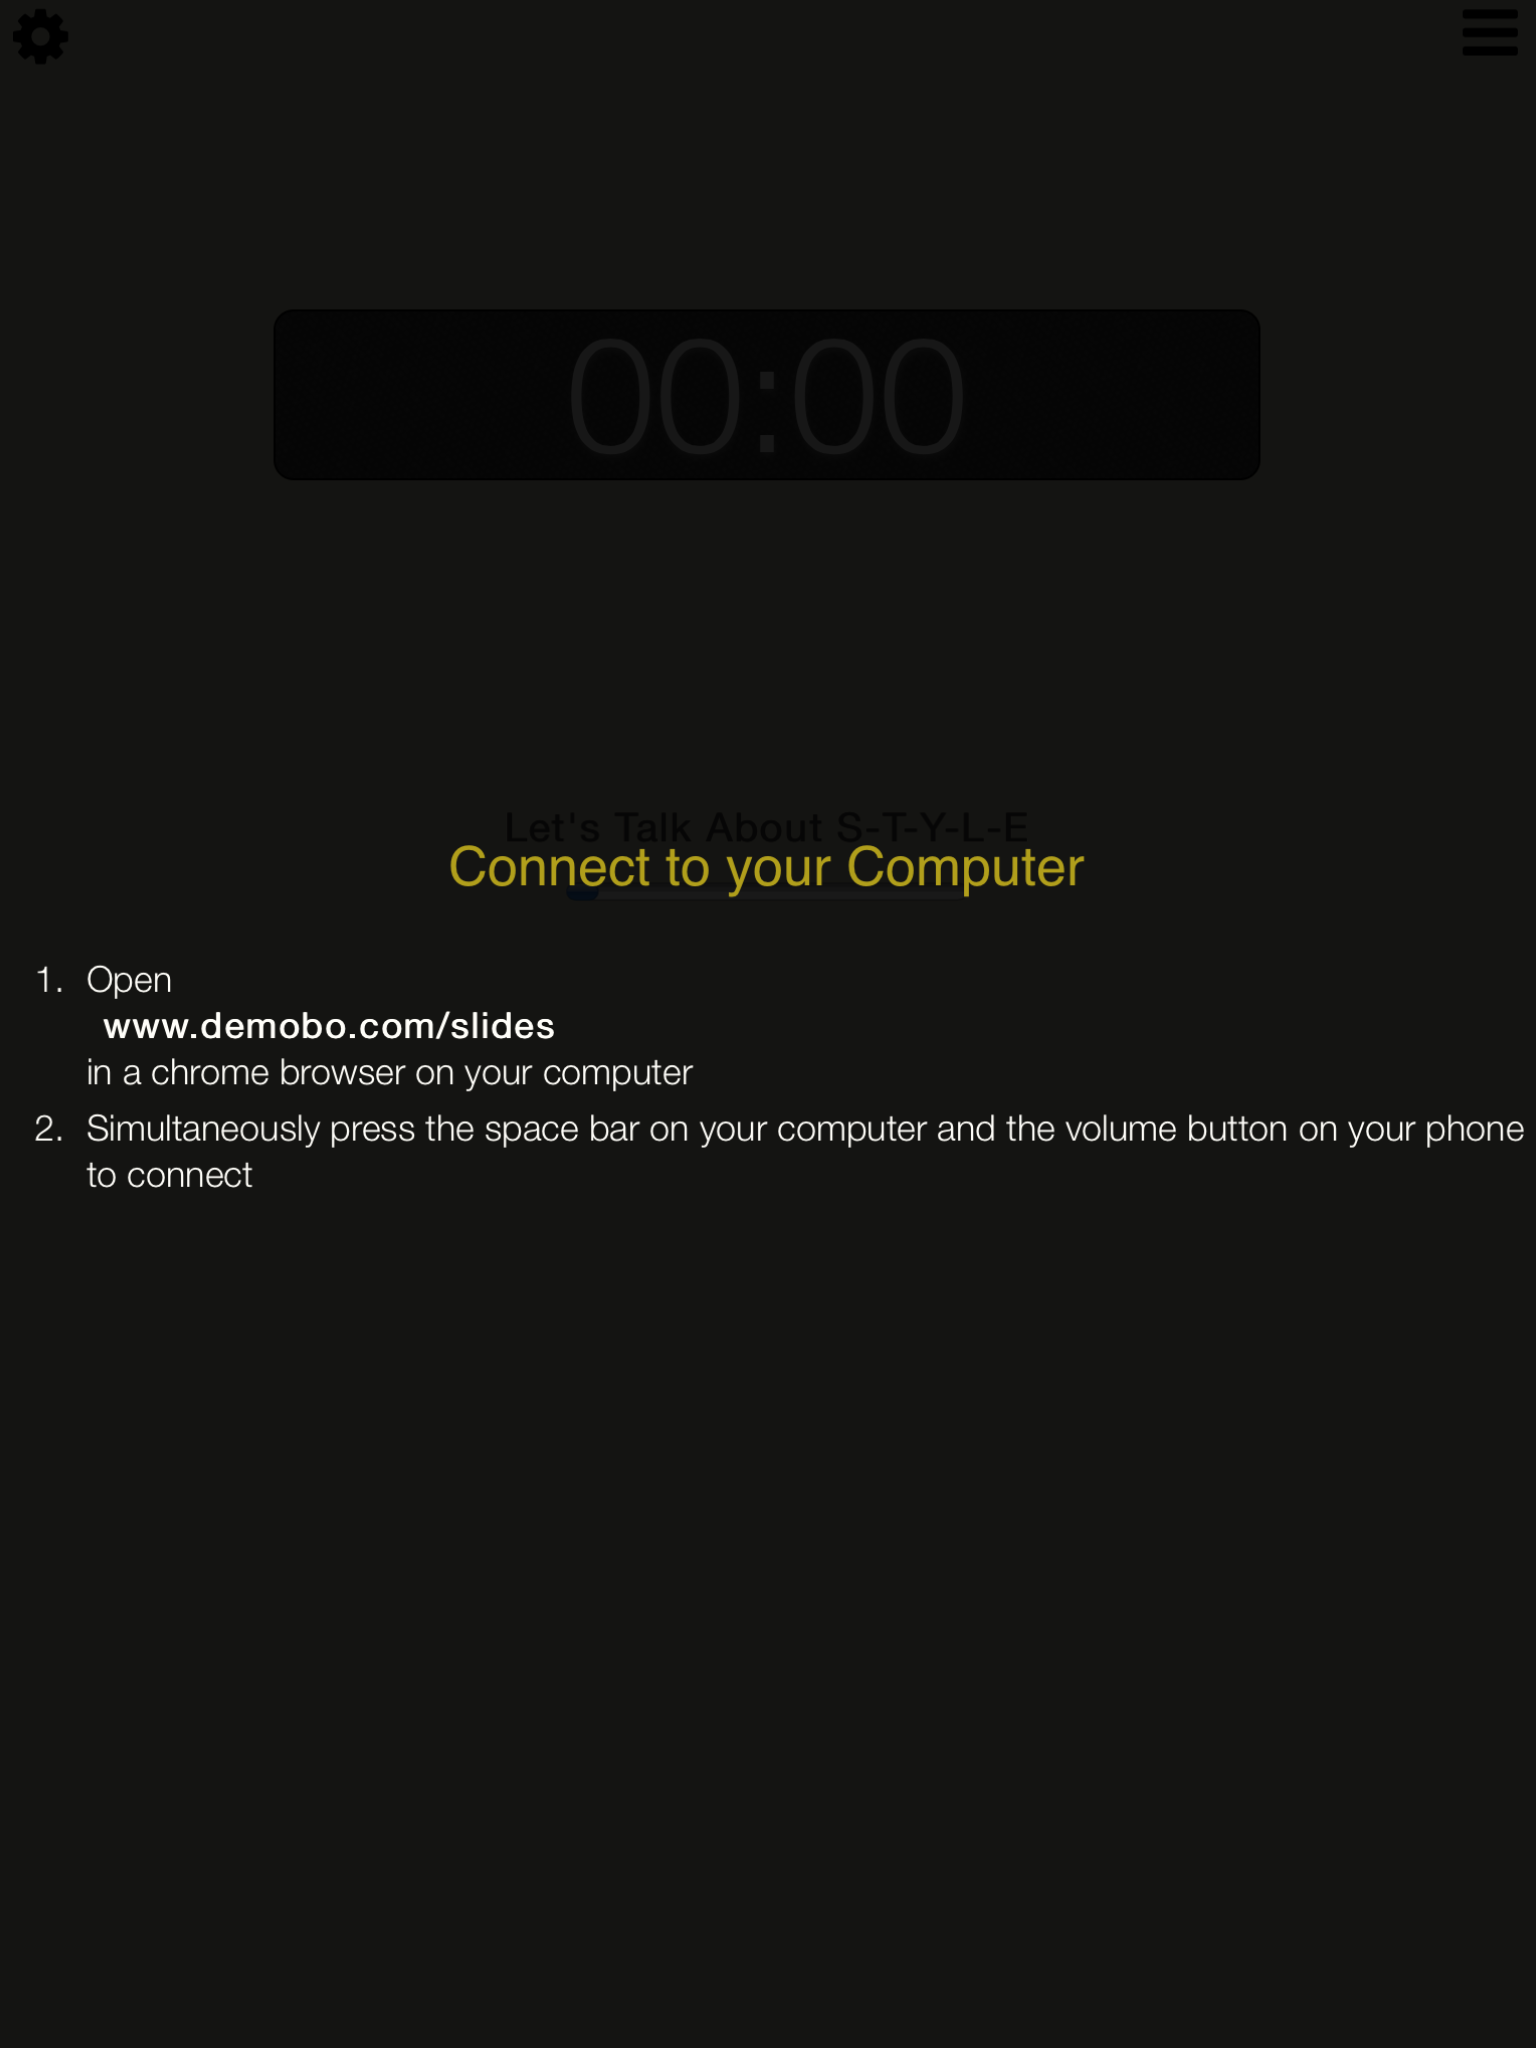 00:00
Let's Talk About S-T-Y-L-E
Connect to your Computer
1. Open
www.demobo.com/slides
in a chrome browser on your computer
2. Simultaneously press the space bar on your computer and the volume button on your phone
to connect